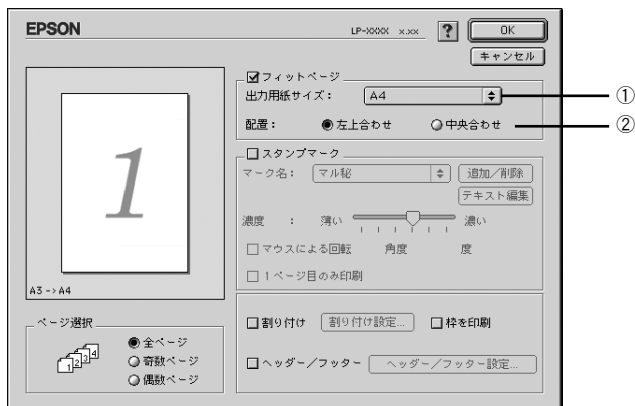 EPSON
LP-XXXX x.xx
?
OK
キャンセル
フィットページ
出力用紙サイズ： A4
①
配置： 左上合わせ 中央合わせ
②
スタンプマーク
マーク名： マル秘 追加／削除
テキスト編集
濃度 ： 薄い 濃い
マウスによる回転 角度 度
1ページ目のみ印刷
1
A3 -> A4
ページ選択
1 2 3 4
全ページ
奇数ページ
偶数ページ
割り付け 割り付け設定... 枠を印刷
ヘッダー／フッター ヘッダー／フッター設定...